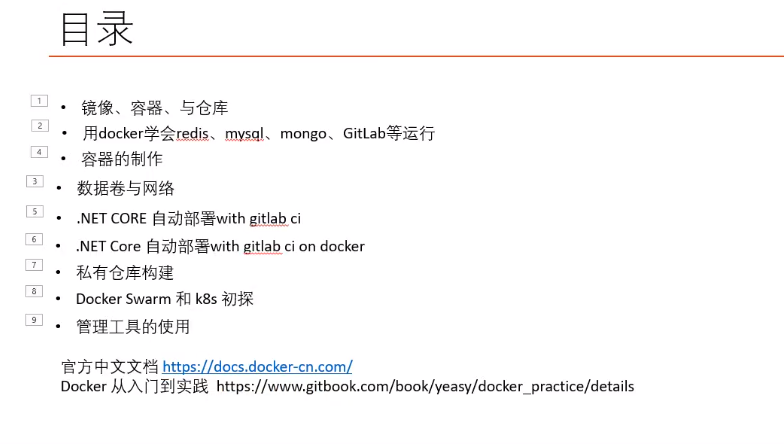 目录
1 • 镜像、容器、与仓库
2 • 用docker学会redis、mysql、mongo、GitLab等运行
4 • 容器的制作
3 • 数据卷与网络
5 • .NET CORE 自动部署with gitlab ci
6 • .NET Core 自动部署with gitlab ci on docker
7 • 私有仓库构建
8 • Docker Swarm 和 k8s 初探
9 • 管理工具的使用
官方中文文档 https://docs.docker-cn.com/
Docker 从入门到实践 https://www.gitbook.com/book/yeasy/docker_practice/details